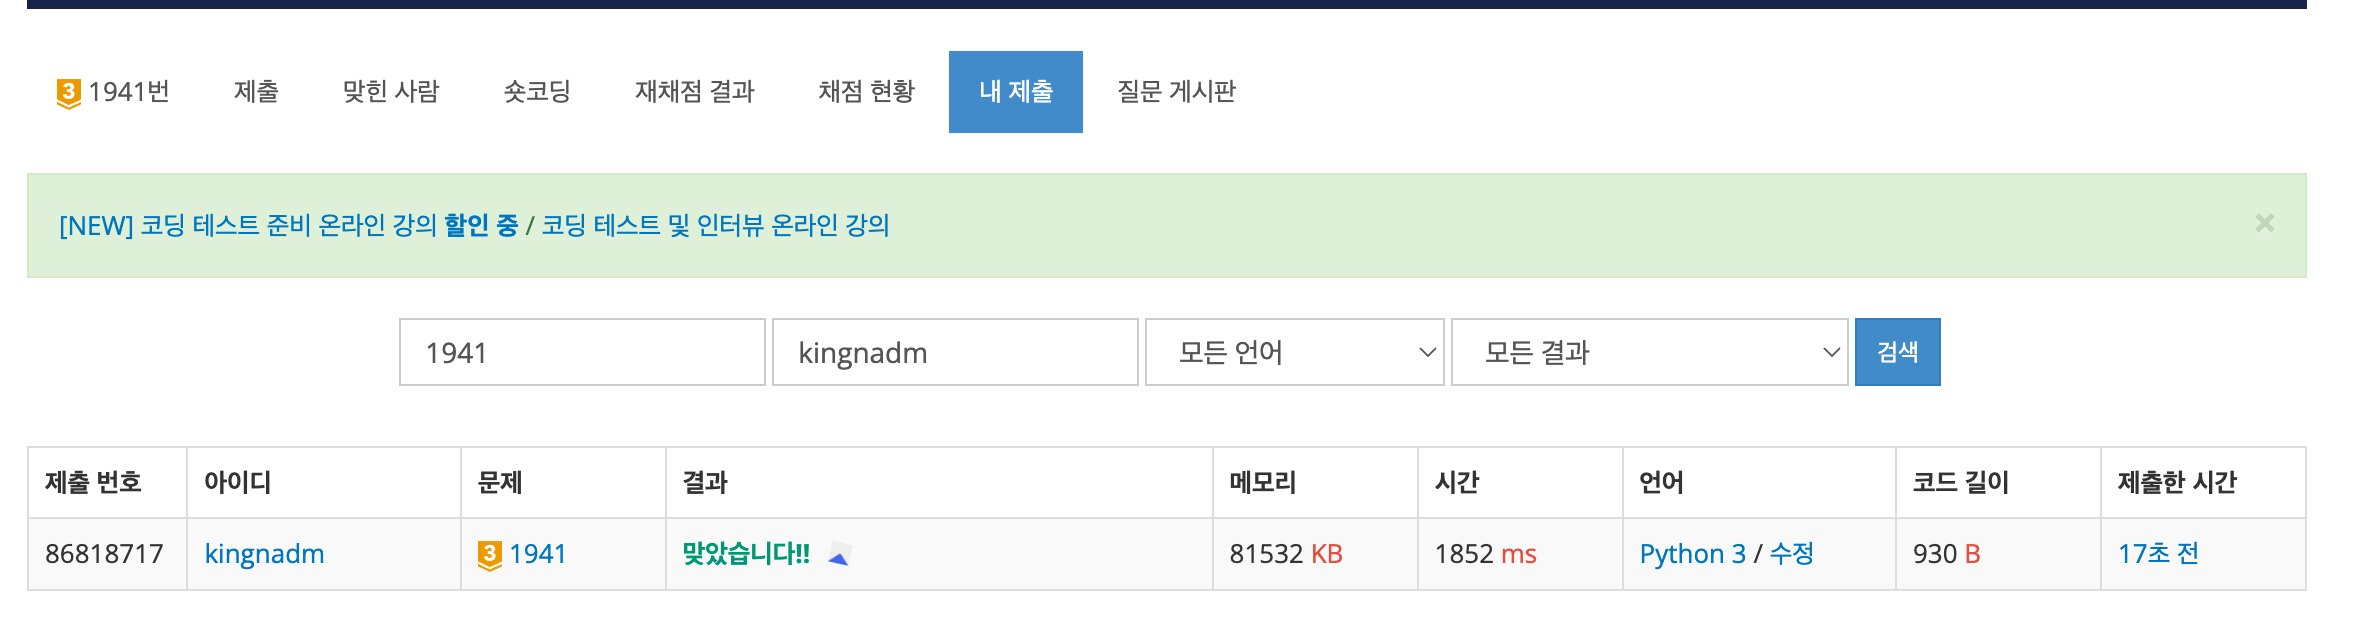 3 1941번 제출 맞힌 사람 숏코딩 재채점 결과 채점 현황 내 제출 질문 게시판
[NEW] 코딩 테스트 준비 온라인 강의 할인 중 / 코딩 테스트 및 인터뷰 온라인 강의 ×
1941 kingnadm 모든 언어 모든 결과 검색
제출 번호 아이디 문제 결과 메모리 시간 언어 코드 길이 제출한 시간
86818717 kingnadm 3 1941 맞았습니다!! 81532 KB 1852 ms Python 3 / 수정 930 B 17초 전